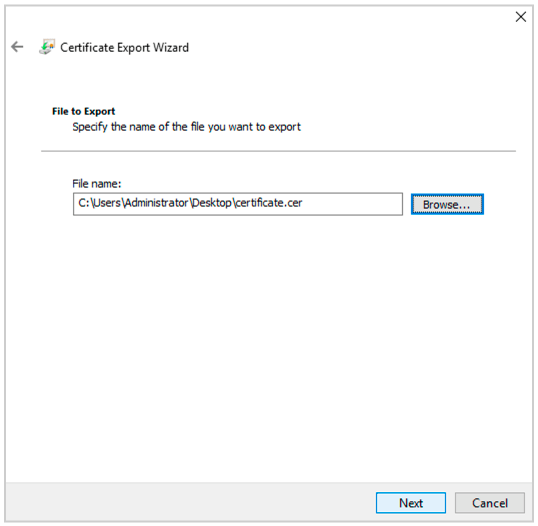 Certificate Export Wizard
File to Export
Specify the name of the file you want to export
File name:
C:\Users\Administrator\Desktop\certificate.cer
Browse...
Next
Cancel